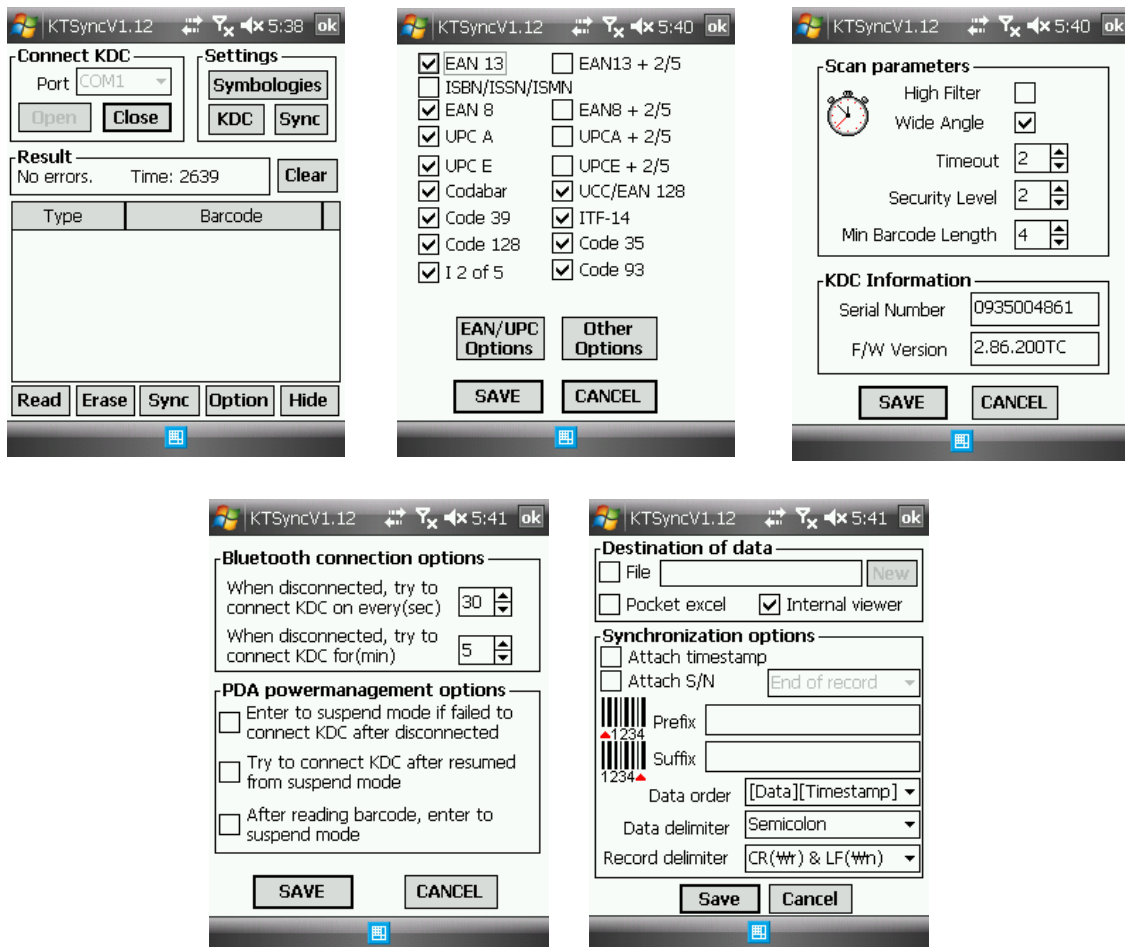 KTSyncV1.12 5:38 ok
Connect KDC
Port COM1
Open Close
Settings
Symbologies
KDC Sync
Result
No errors. Time: 2639
Clear
Type Barcode
Read Erase Sync Option Hide
KTSyncV1.12 5:40 ok
EAN 13 EAN13 + 2/5
ISBN/ISSN/ISMN
EAN 8 EAN8 + 2/5
UPC A UPCA + 2/5
UPC E UPCE + 2/5
Codabar UCC/EAN 128
Code 39 ITF-14
Code 128 Code 35
I 2 of 5 Code 93
EAN/UPC Options
Other Options
SAVE CANCEL
KTSyncV1.12 5:40 ok
Scan parameters
High Filter
Wide Angle
Timeout 2
Security Level 2
Min Barcode Length 4
KDC Information
Serial Number 0935004861
F/W Version 2.86.200TC
SAVE CANCEL
KTSyncV1.12 5:41 ok
Bluetooth connection options
When disconnected, try to
connect KDC on every(sec) 30
When disconnected, try to
connect KDC for(min) 5
PDA powermanagement options
Enter to suspend mode if failed to
connect KDC after disconnected
Try to connect KDC after resumed
from suspend mode
After reading barcode, enter to
suspend mode
SAVE CANCEL
KTSyncV1.12 5:41 ok
Destination of data
File New
Pocket excel Internal viewer
Synchronization options
Attach timestamp
Attach S/N End of record
1234 Prefix
1234 Suffix
Data order [Data][Timestamp]
Data delimiter Semicolon
Record delimiter CR(₩r) & LF(₩n)
Save Cancel